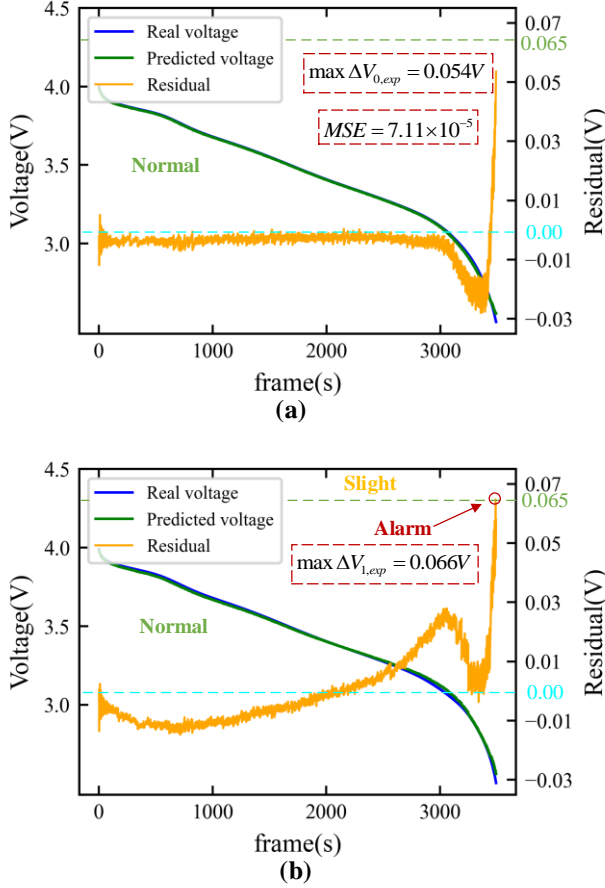 4.5
4.0
3.5
3.0
Voltage(V)
Real voltage
Predicted voltage
Residual
max ΔV0,exp = 0.054V
MSE = 7.11×10⁻⁵
Normal
0.07
0.065
0.05
0.03
0.01
0.00
−0.01
−0.03
Residual(V)
0 1000 2000 3000
frame(s)
(a)
4.5
4.0
3.5
3.0
Voltage(V)
Real voltage
Predicted voltage
Residual
Slight
Alarm
max ΔV1,exp = 0.066V
Normal
0.07
0.065
0.05
0.03
0.01
0.00
−0.01
−0.03
Residual(V)
0 1000 2000 3000
frame(s)
(b)